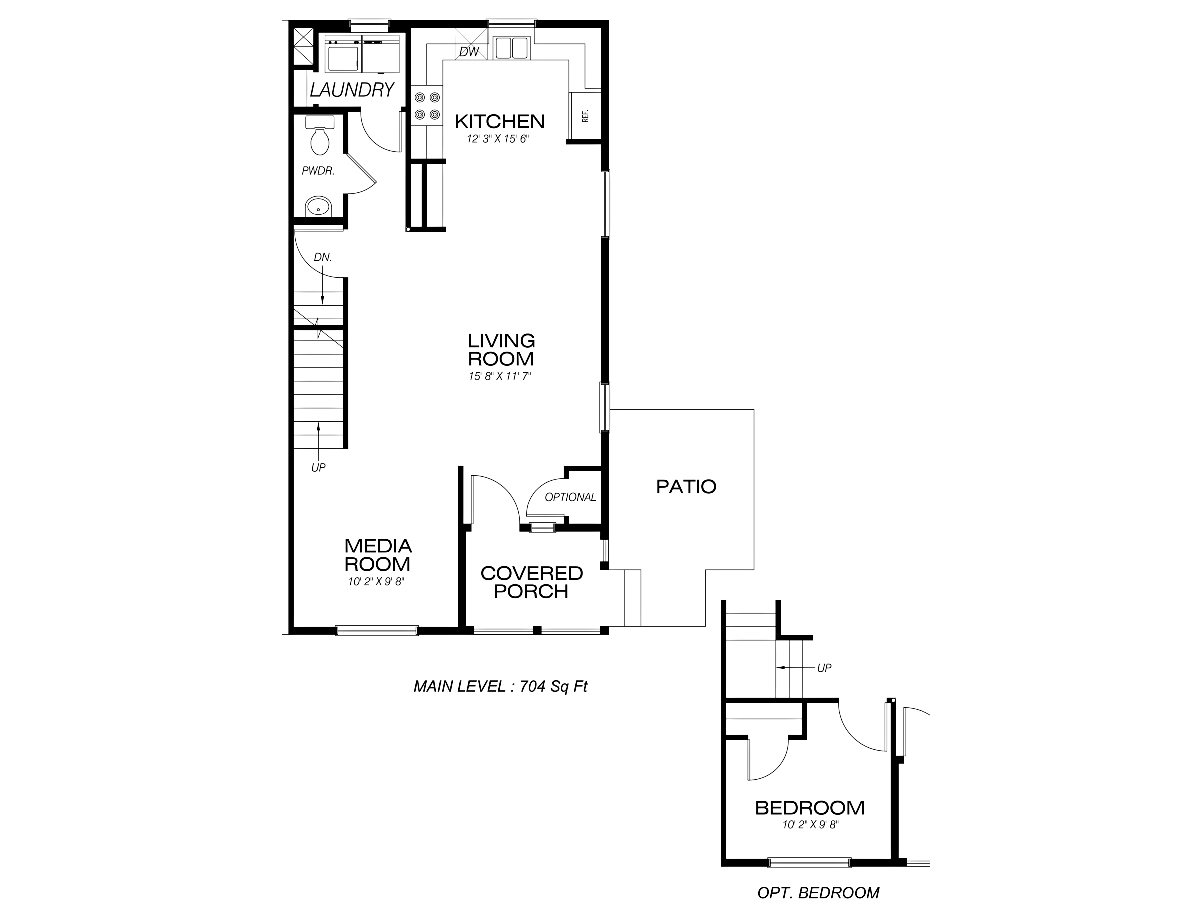 DW
LAUNDRY
KITCHEN
12' 3" X 15' 6"
REF.
PWDR.
DN.
LIVING
ROOM
15' 8" X 11' 7"
UP
OPTIONAL
PATIO
MEDIA
ROOM
10' 2" X 9' 8"
COVERED
PORCH
MAIN LEVEL : 704 Sq Ft
UP
BEDROOM
10' 2" X 9' 8"
OPT. BEDROOM